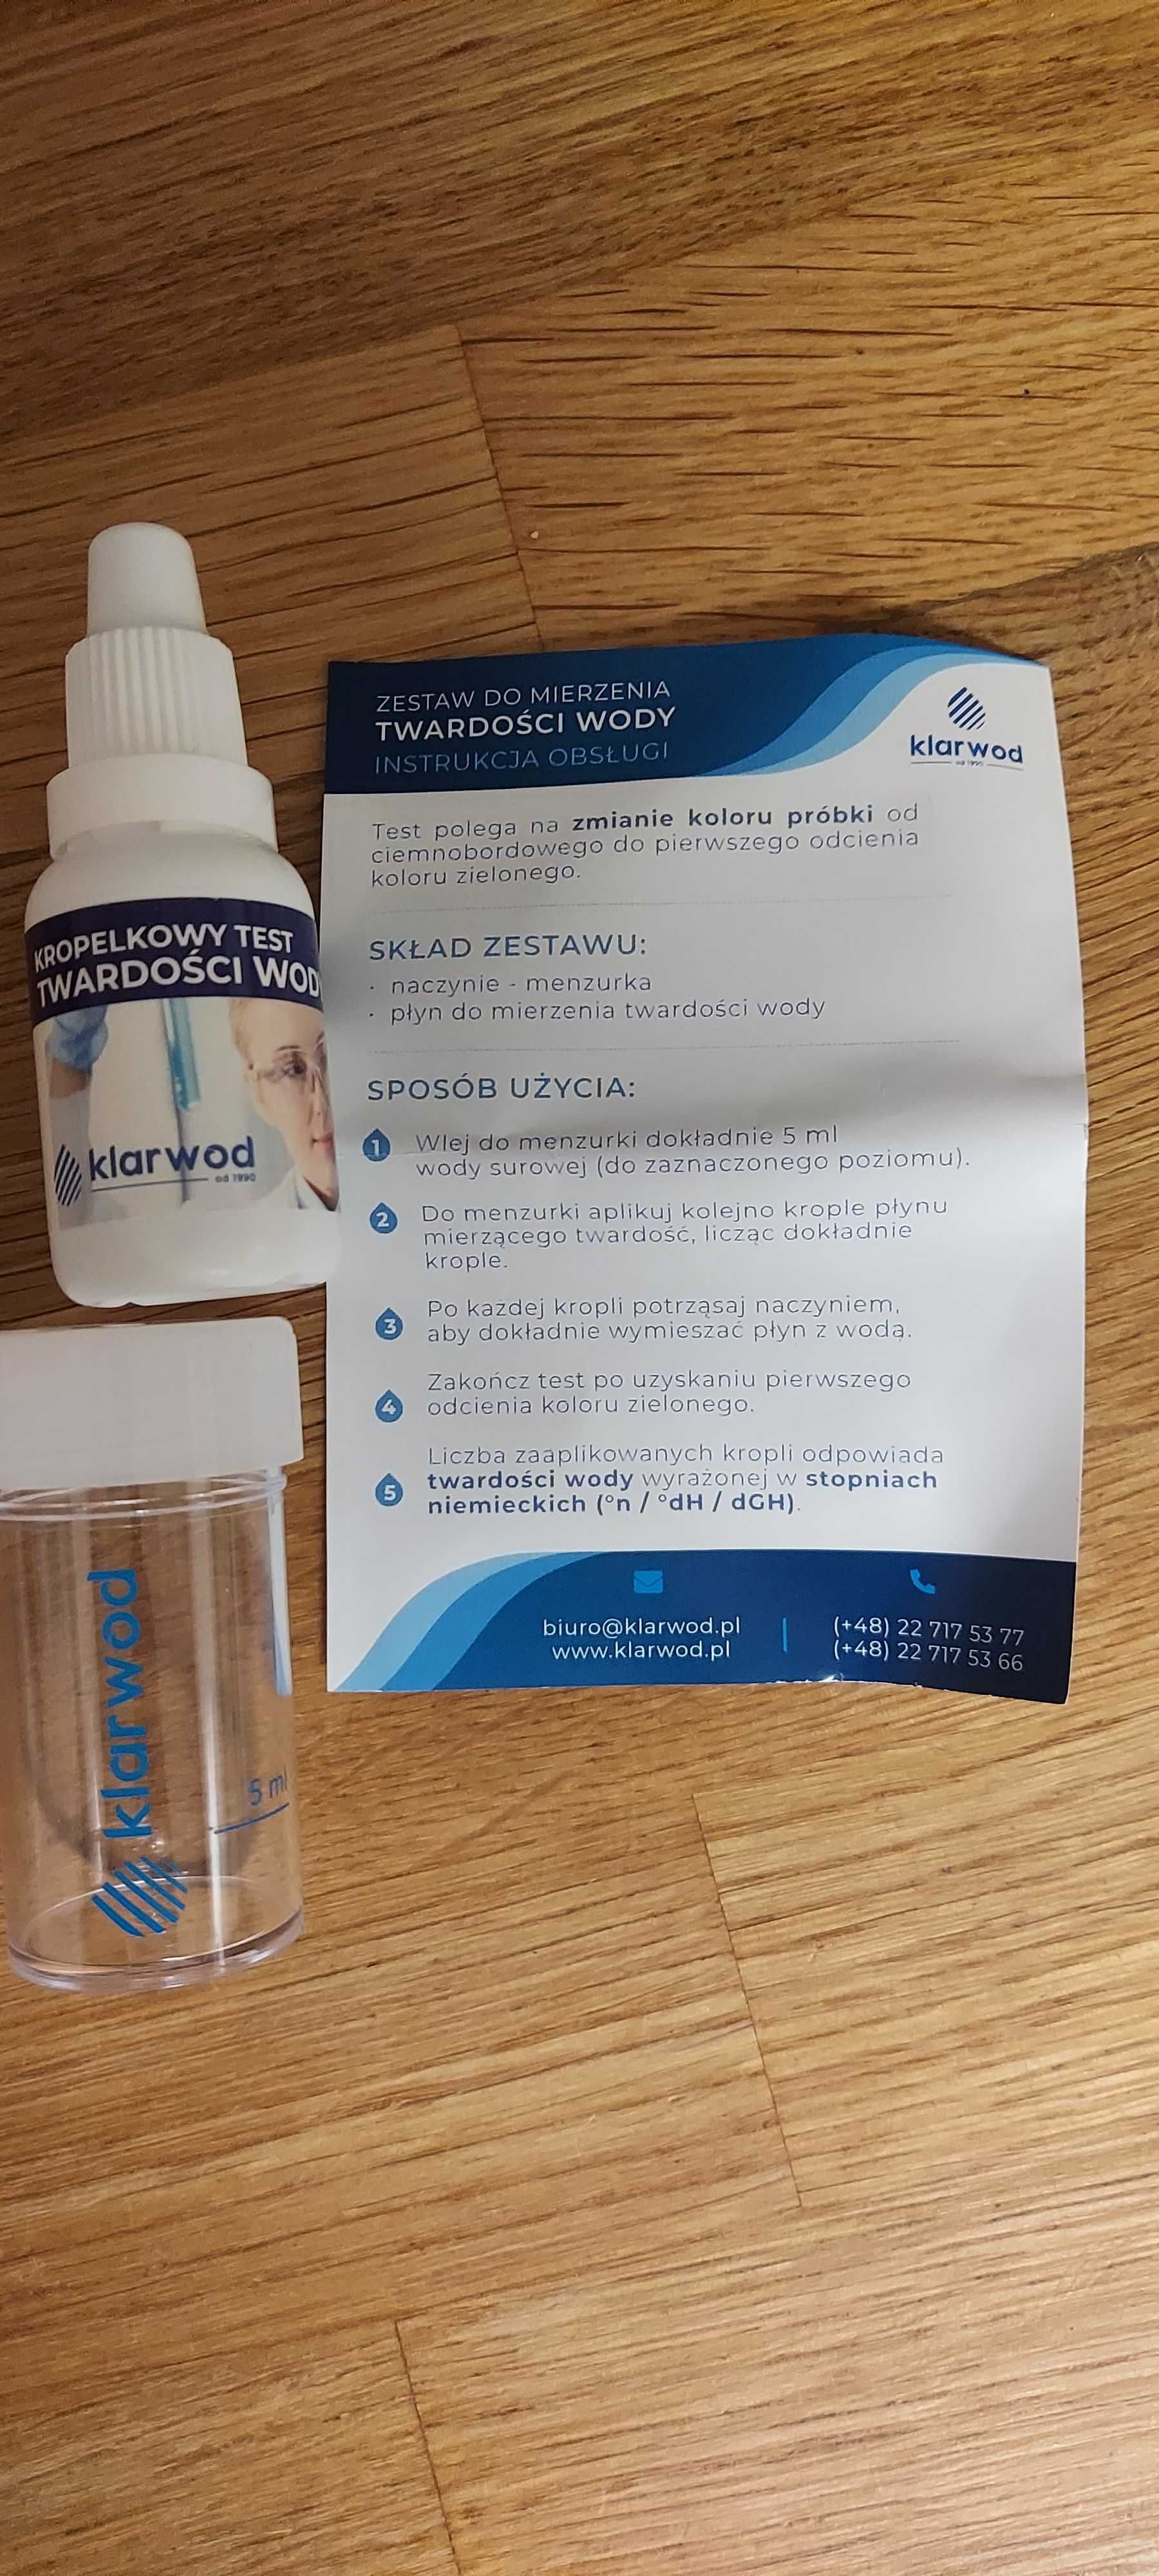 KROPELKOWY TEST
TWARDOŚCI WOD
klarwod
od 1990
klarwod
5 ml
ZESTAW DO MIERZENIA
TWARDOŚCI WODY
INSTRUKCJA OBSŁUGI
klarwod
od 1990
Test polega na zmianie koloru próbki od
ciemnobordowego do pierwszego odcienia
koloru zielonego.
SKŁAD ZESTAWU:
· naczynie - menzurka
· płyn do mierzenia twardości wody
SPOSÓB UŻYCIA:
1 Wlej do menzurki dokładnie 5 ml
wody surowej (do zaznaczonego poziomu).
2 Do menzurki aplikuj kolejno krople płynu
mierzącego twardość, licząc dokładnie
krople.
3 Po każdej kropli potrząsaj naczyniem,
aby dokładnie wymieszać płyn z wodą.
4 Zakończ test po uzyskaniu pierwszego
odcienia koloru zielonego.
5 Liczba zaaplikowanych kropli odpowiada
twardości wody wyrażonej w stopniach
niemieckich (°n / °dH / dGH).
biuro@klarwod.pl
www.klarwod.pl
(+48) 22 717 53 77
(+48) 22 717 53 66